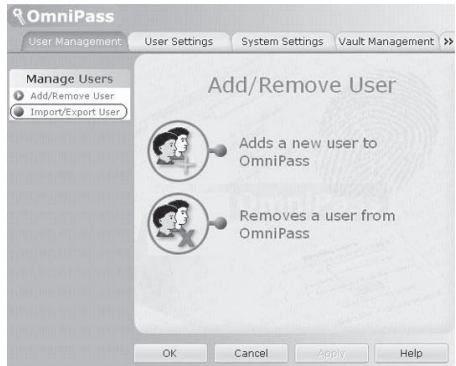 OmniPass
User Management
User Settings
System Settings
Vault Management
Manage Users
Add/Remove User
Import/Export User
Add/Remove User
Adds a new user to
OmniPass
Removes a user from
OmniPass
OK
Cancel
Apply
Help